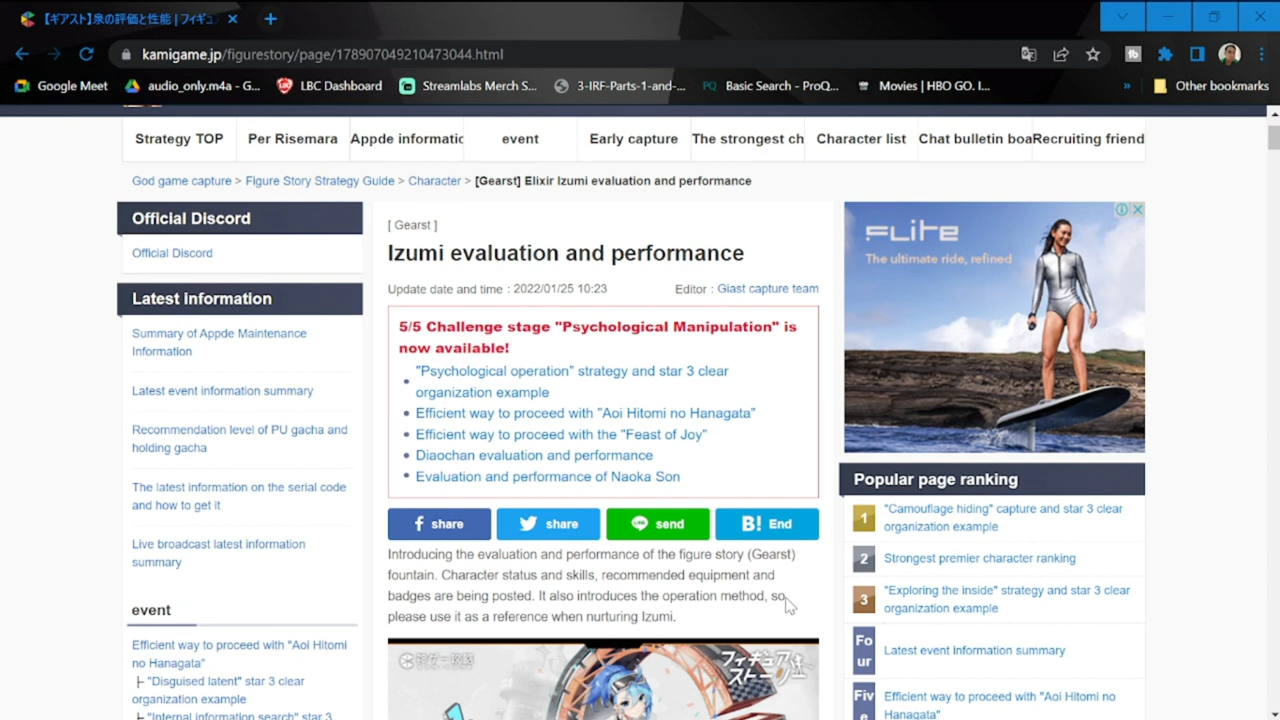 【ギアスト】泉の評価と性能 | フィギュ
kamigame.jp/figurestory/page/178907049210473044.html
Google Meet
audio_only.m4a - G...
LBC Dashboard
Streamlabs Merch S...
3-IRF-Parts-1-and-...
PQ Basic Search - ProQ...
Movies | HBO GO. I...
»
Other bookmarks
Strategy TOP
Per Risemara
Appde informatic
event
Early capture
The strongest ch
Character list
Chat bulletin boa
Recruiting friend
God game capture > Figure Story Strategy Guide > Character > [Gearst] Elixir Izumi evaluation and performance
Official Discord
Official Discord
Latest information
Summary of Appde Maintenance
Information
Latest event information summary
Recommendation level of PU gacha and
holding gacha
The latest information on the serial code
and how to get it
Live broadcast latest information
summary
event
Efficient way to proceed with "Aoi Hitomi
no Hanagata"
├ "Disguised latent" star 3 clear
organization example
├ "Internal information search" star 3
[ Gearst ]
Izumi evaluation and performance
Update date and time : 2022/01/25 10:23
Editor : Giast capture team
5/5 Challenge stage "Psychological Manipulation" is
now available!
"Psychological operation" strategy and star 3 clear
organization example
Efficient way to proceed with "Aoi Hitomi no Hanagata"
Efficient way to proceed with the "Feast of Joy"
Diaochan evaluation and performance
Evaluation and performance of Naoka Son
share
share
LINE send
B! End
Introducing the evaluation and performance of the figure story (Gearst)
fountain. Character status and skills, recommended equipment and
badges are being posted. It also introduces the operation method, so
please use it as a reference when nurturing Izumi.
神ゲー攻略
フィギュア
ストーリー
FLITE
The ultimate ride, refined
Popular page ranking
1 "Camouflage hiding" capture and star 3 clear
organization example
2 Strongest premier character ranking
3 "Exploring the inside" strategy and star 3 clear
organization example
Fo
ur
Latest event information summary
Fiv
e
Efficient way to proceed with "Aoi Hitomi no
Hanagata"